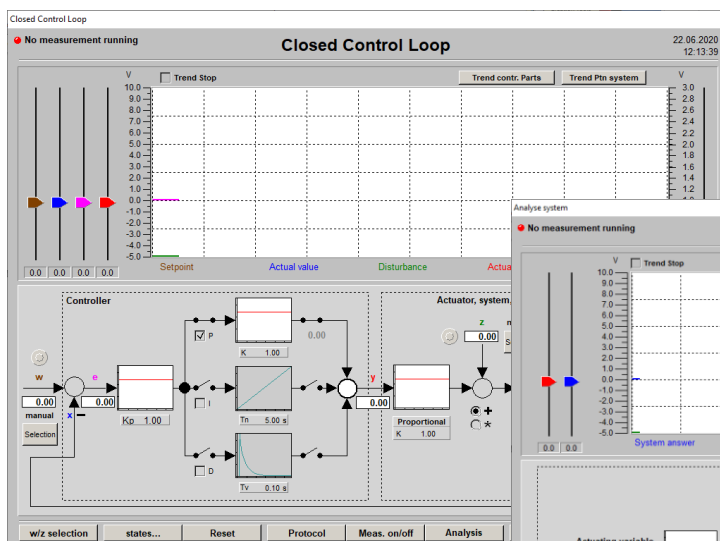 Closed Control Loop
No measurement running
Closed Control Loop
22.06.2020
12:13:39
V
Trend Stop
Trend contr. Parts
Trend Ptn system
V
10.0
9.0
8.0
7.0
6.0
5.0
4.0
3.0
2.0
1.0
0.0
-1.0
-2.0
-3.0
-4.0
-5.0
3.0
2.8
2.6
2.4
2.2
2.0
1.8
1.6
1.4
1.2
1.0
0.0 0.0 0.0 0.0
Setpoint
Actual value
Disturbance
Controller
w
0.00
manual
Selection
e
0.00
x
Kp 1.00
P
K 1.00
0.00
I
Tn 5.00 s
D
Tv 0.10 s
y
0.00
Actuator, system,
z
0.00
Proportional
K 1.00
+
*
w/z selection
states...
Reset
Protocol
Meas. on/off
Analysis
Analyse system
No measurement running
V
Trend Stop
10.0
9.0
8.0
7.0
6.0
5.0
4.0
3.0
2.0
1.0
0.0
-1.0
-2.0
-3.0
-4.0
-5.0
0.0 0.0
System answer